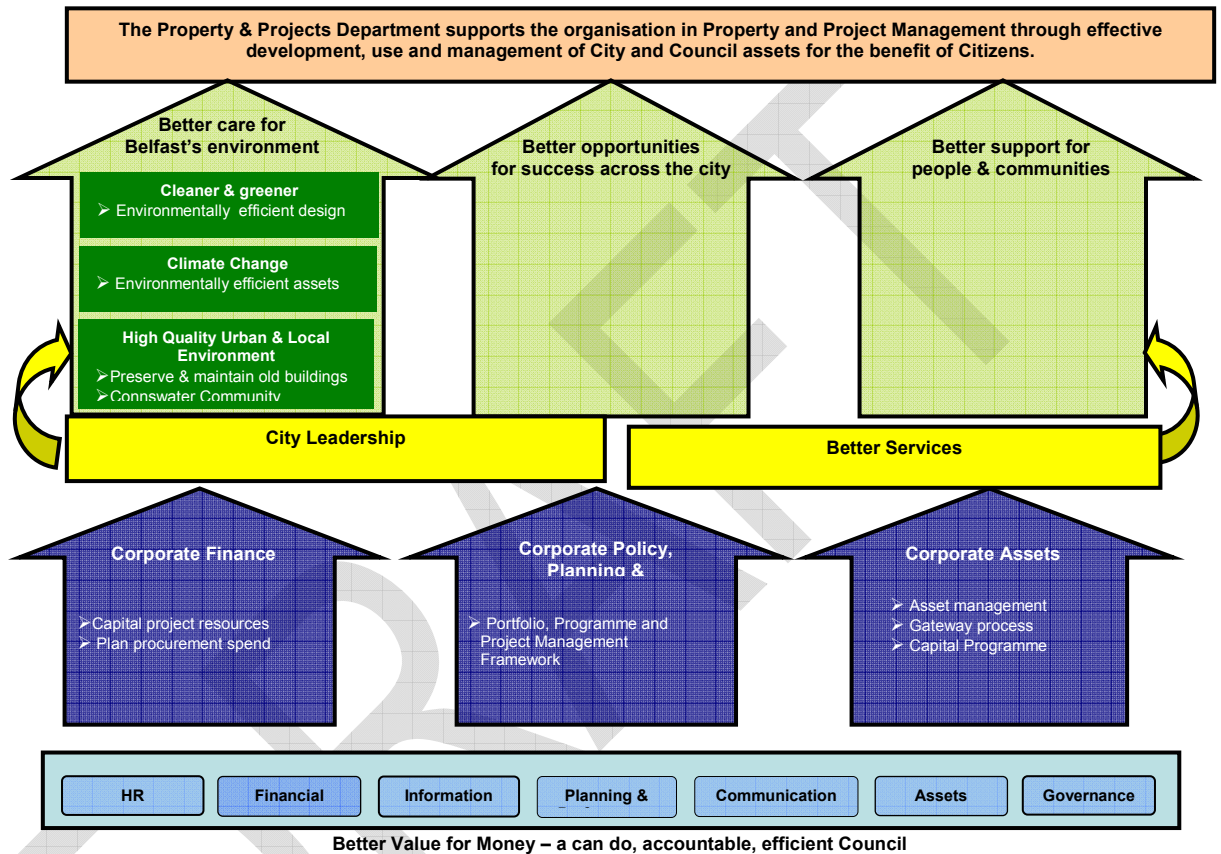 The Property & Projects Department supports the organisation in Property and Project Management through effective
development, use and management of City and Council assets for the benefit of Citizens.
Better care for
Belfast's environment
Cleaner & greener
➢ Environmentally efficient design
Climate Change
➢ Environmentally efficient assets
High Quality Urban & Local
Environment
➢Preserve & maintain old buildings
➢Connswater Community
Better opportunities
for success across the city
Better support for
people & communities
City Leadership
Better Services
Corporate Finance
➢Capital project resources
➢ Plan procurement spend
Corporate Policy,
Planning &
➢ Portfolio, Programme and
Project Management
Framework
Corporate Assets
➢ Asset management
➢ Gateway process
➢ Capital Programme
HR
Financial
Information
Planning &
Communication
Assets
Governance
Better Value for Money – a can do, accountable, efficient Council
DRAFT